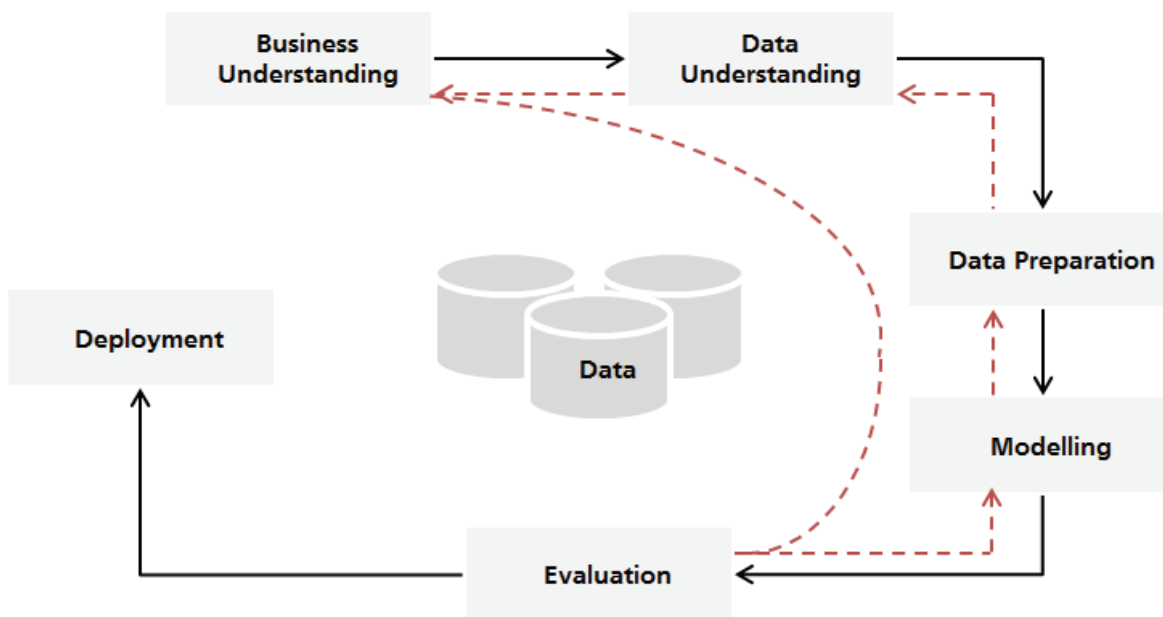 Business
Understanding
Data
Understanding
Data Preparation
Deployment
Data
Modelling
Evaluation